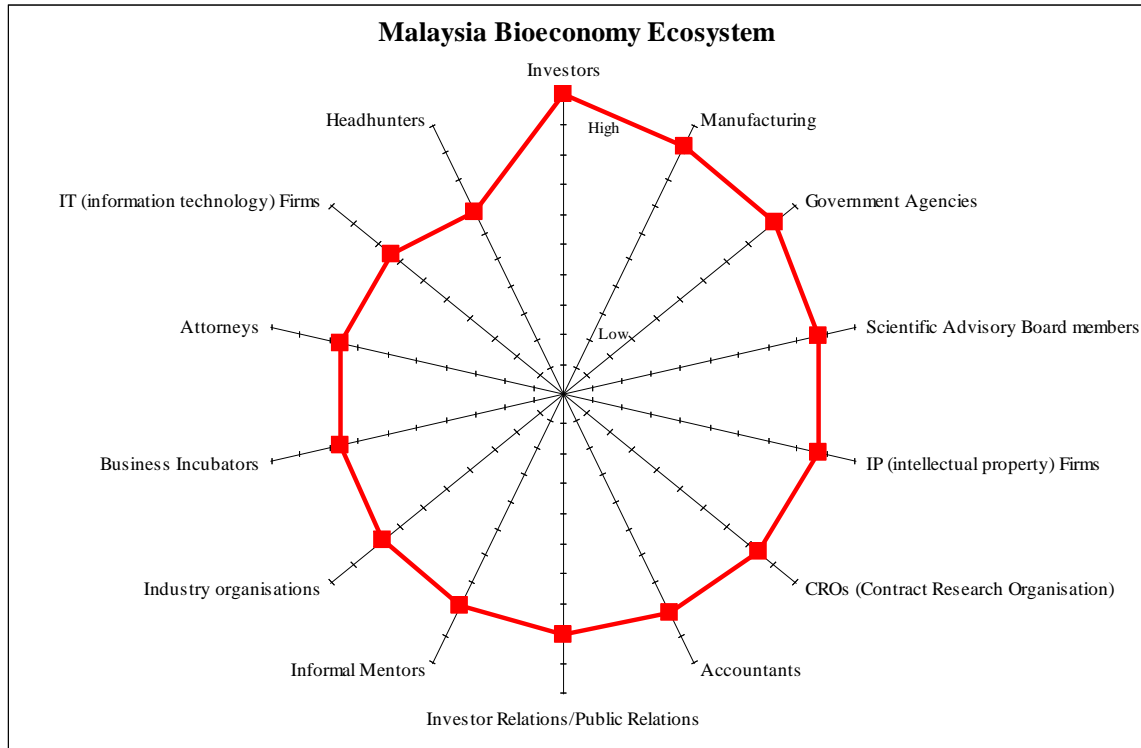 Malaysia Bioeconomy Ecosystem
Investors
High
Headhunters
Manufacturing
IT (information technology) Firms
Government Agencies
Attorneys
Low
Scientific Advisory Board members
Business Incubators
IP (intellectual property) Firms
Industry organisations
CROs (Contract Research Organisation)
Informal Mentors
Accountants
Investor Relations/Public Relations